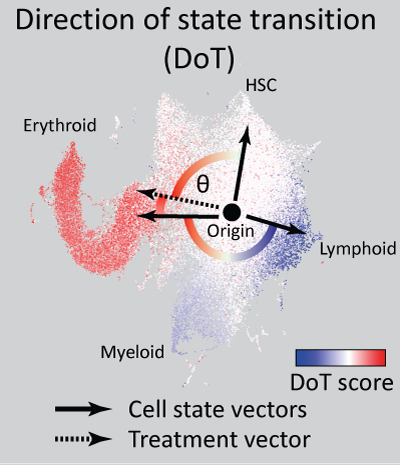 Direction of state transition
(DoT)
HSC
Erythroid
θ
Origin
Lymphoid
Myeloid
DoT score
Cell state vectors
Treatment vector